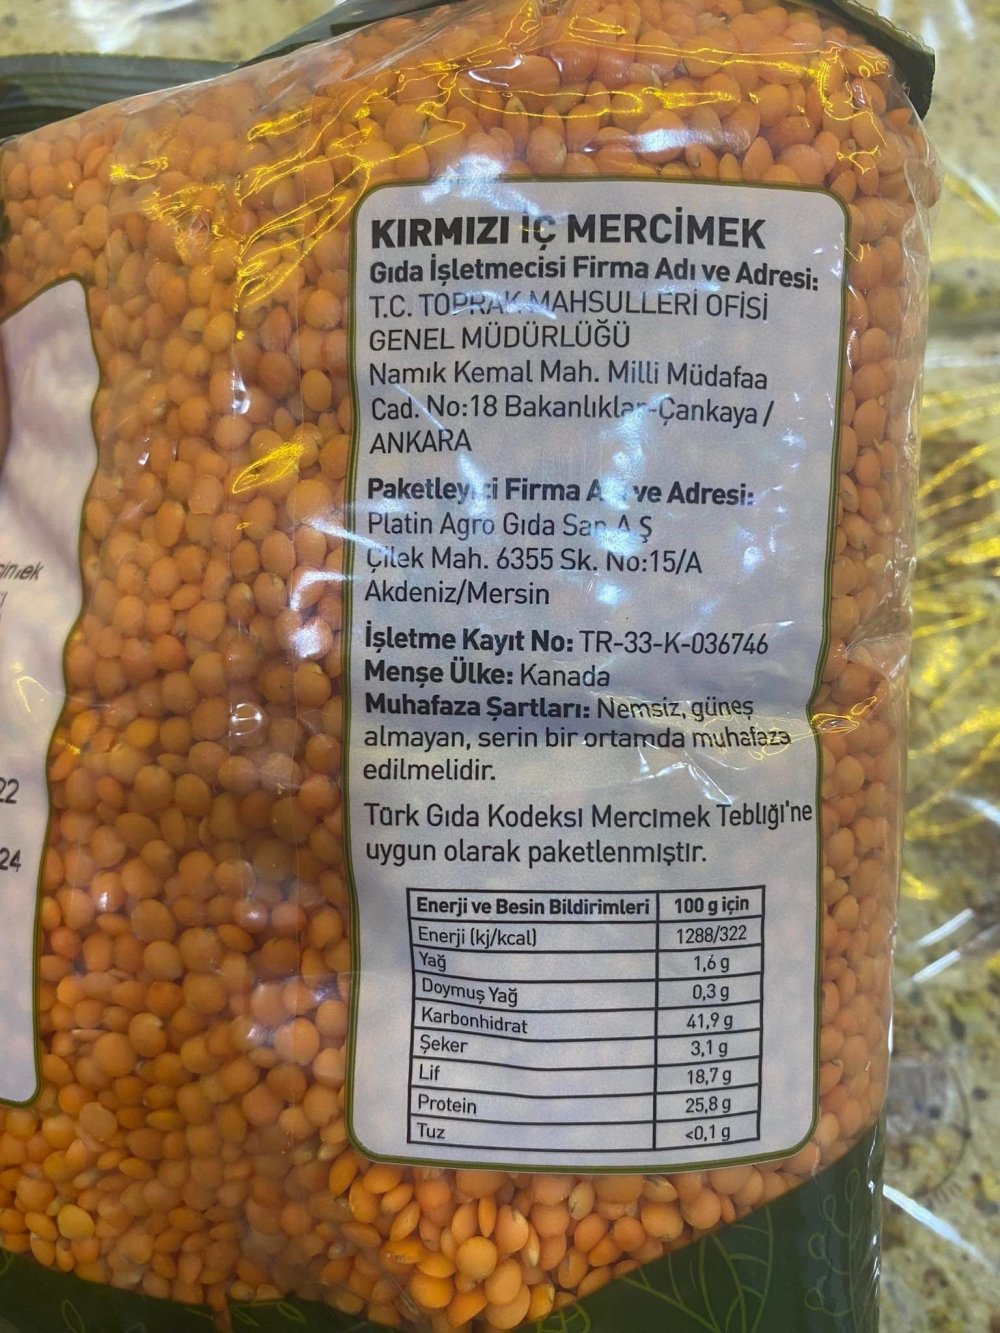 KIRMIZI İÇ MERCİMEK
Gıda İşletmecisi Firma Adı ve Adresi:
T.C. TOPRAK MAHSULLERİ OFİSİ
GENEL MÜDÜRLÜĞÜ
Namık Kemal Mah. Milli Müdafaa
Cad. No:18 Bakanlıklar-Çankaya /
ANKARA
Paketleyici Firma Adı ve Adresi:
Platin Agro Gıda San A Ş
Çilek Mah. 6355 Sk. No:15/A
Akdeniz/Mersin
İşletme Kayıt No: TR-33-K-036746
Menşe Ülke: Kanada
Muhafaza Şartları: Nemsiz, güneş
almayan, serin bir ortamda muhafaza
edilmelidir.
Türk Gıda Kodeksi Mercimek Tebliği'ne
uygun olarak paketlenmiştir.
Enerji ve Besin Bildirimleri 100 g için
Enerji (kj/kcal) 1288/322
Yağ 1,6 g
Doymuş Yağ 0,3 g
Karbonhidrat 41,9 g
Şeker 3,1 g
Lif 18,7 g
Protein 25,8 g
Tuz <0,1 g
22
24